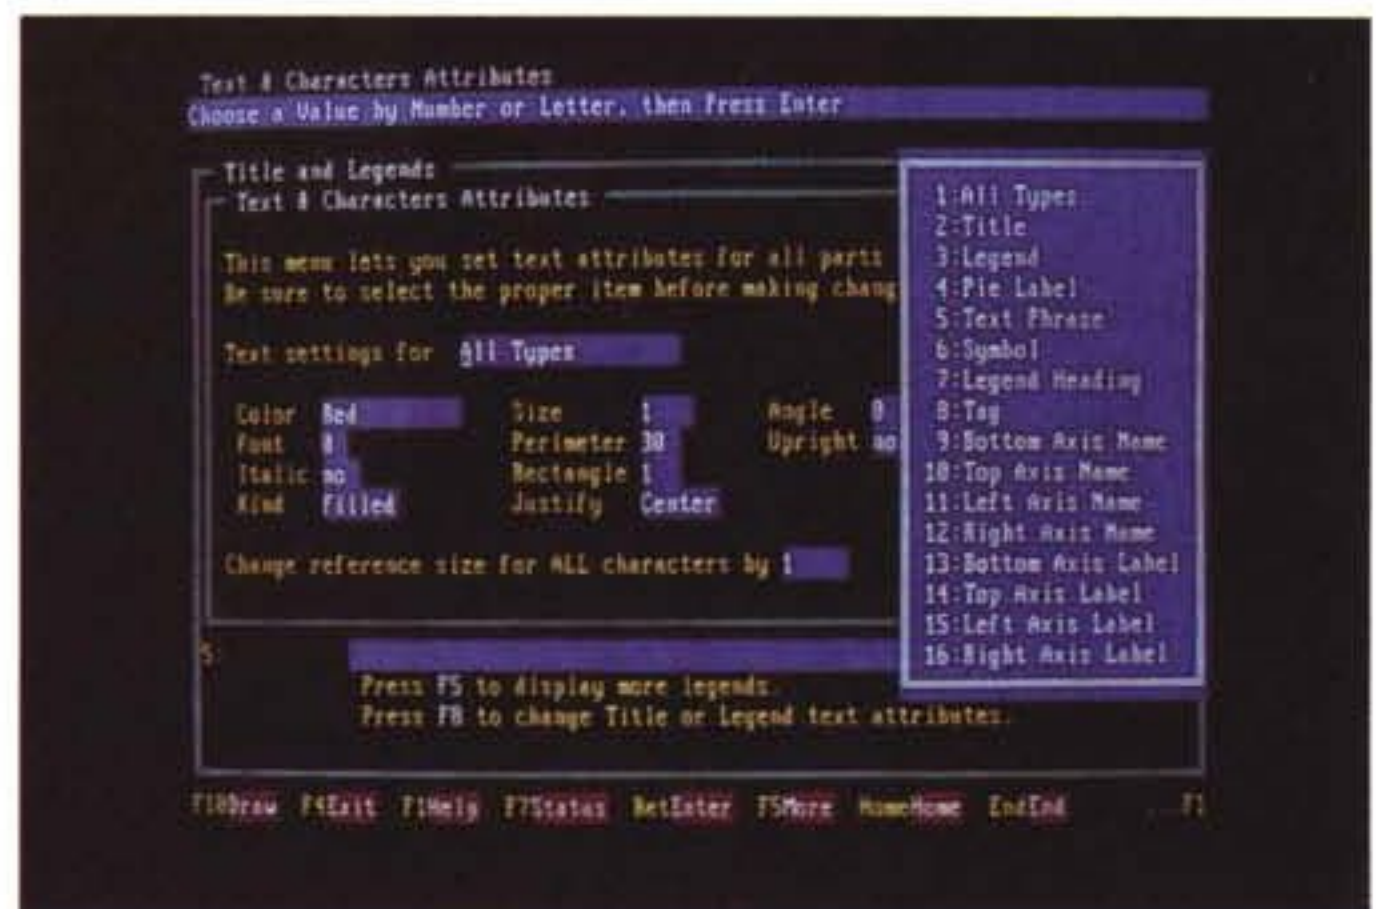 Text & Characters Attributes
Choose a Value by Number or Letter, then Press Enter
Title and Legends
Text & Characters Attributes
This menu lets you set text attributes for all parts
Be sure to select the proper item before making chang
Text settings for All Types
Color Red Size 1 Angle 0
Font 0 Perimeter 30 Upright no
Italic no Rectangle 1
Kind Filled Justify Center
Change reference size for ALL characters by 1
1:All Types
2:Title
3:Legend
4:Pie Label
5:Text Phrase
6:Symbol
7:Legend Heading
8:Tag
9:Bottom Axis Name
10:Top Axis Name
11:Left Axis Name
12:Right Axis Name
13:Bottom Axis Label
14:Top Axis Label
15:Left Axis Label
16:Right Axis Label
5:
Press F5 to display more legends.
Press F8 to change Title or Legend text attributes.
F10Draw F4Exit F1Help F7Status RetEnter F5More HomeHome EndEnd